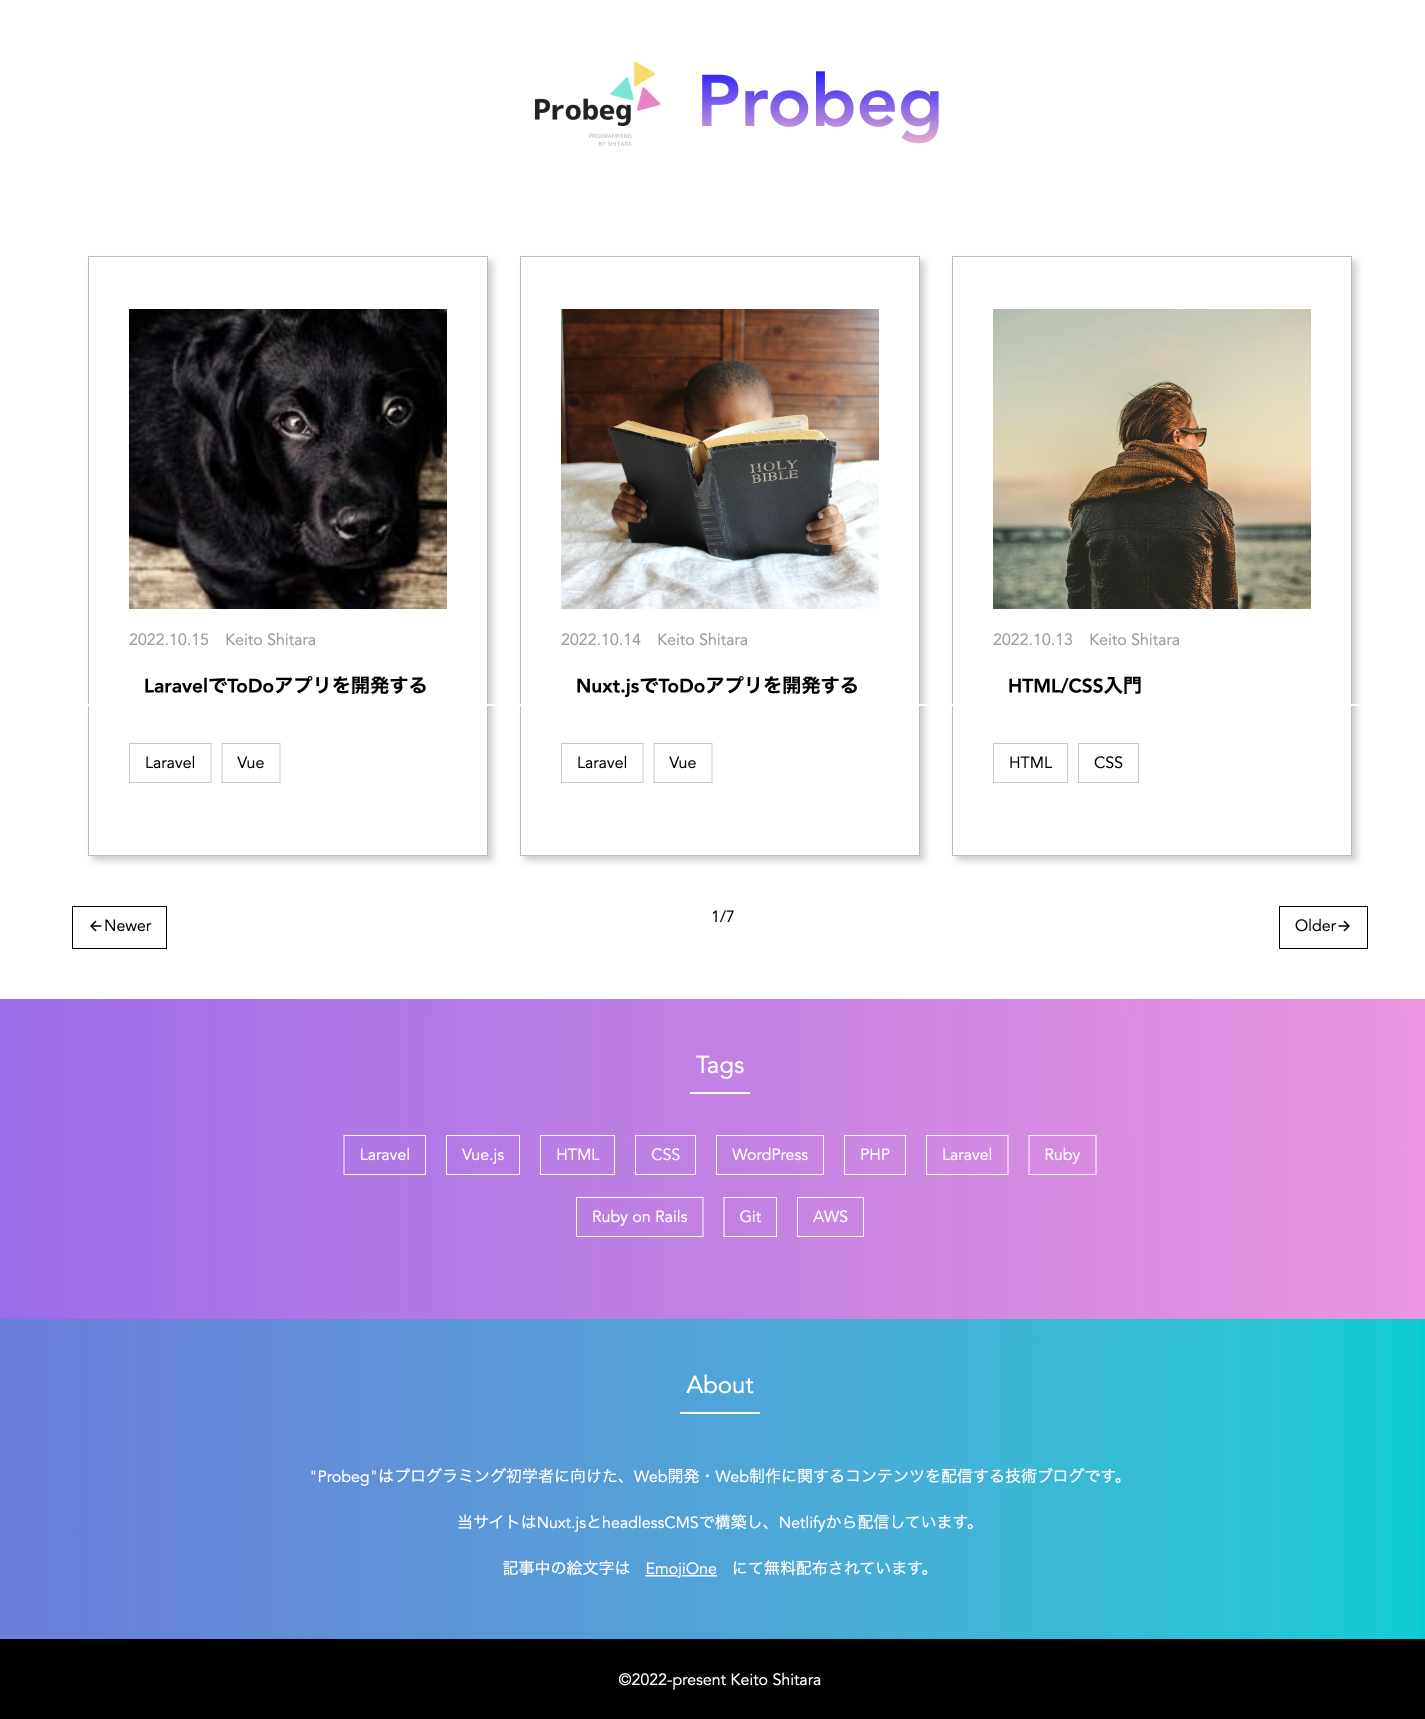 Probeg
PROGRAMMING
BY SHITARA
Probeg
HOLY
BIBLE
2022.10.15 Keito Shitara
LaravelでToDoアプリを開発する
Laravel Vue
2022.10.14 Keito Shitara
Nuxt.jsでToDoアプリを開発する
Laravel Vue
2022.10.13 Keito Shitara
HTML/CSS入門
HTML CSS
←Newer 1/7 Older→
Tags
Laravel Vue.js HTML CSS WordPress PHP Laravel Ruby
Ruby on Rails Git AWS
About
"Probeg"はプログラミング初学者に向けた、Web開発・Web制作に関するコンテンツを配信する技術ブログです。
当サイトはNuxt.jsとheadlessCMSで構築し、Netlifyから配信しています。
記事中の絵文字は EmojiOne にて無料配布されています。
©2022-present Keito Shitara